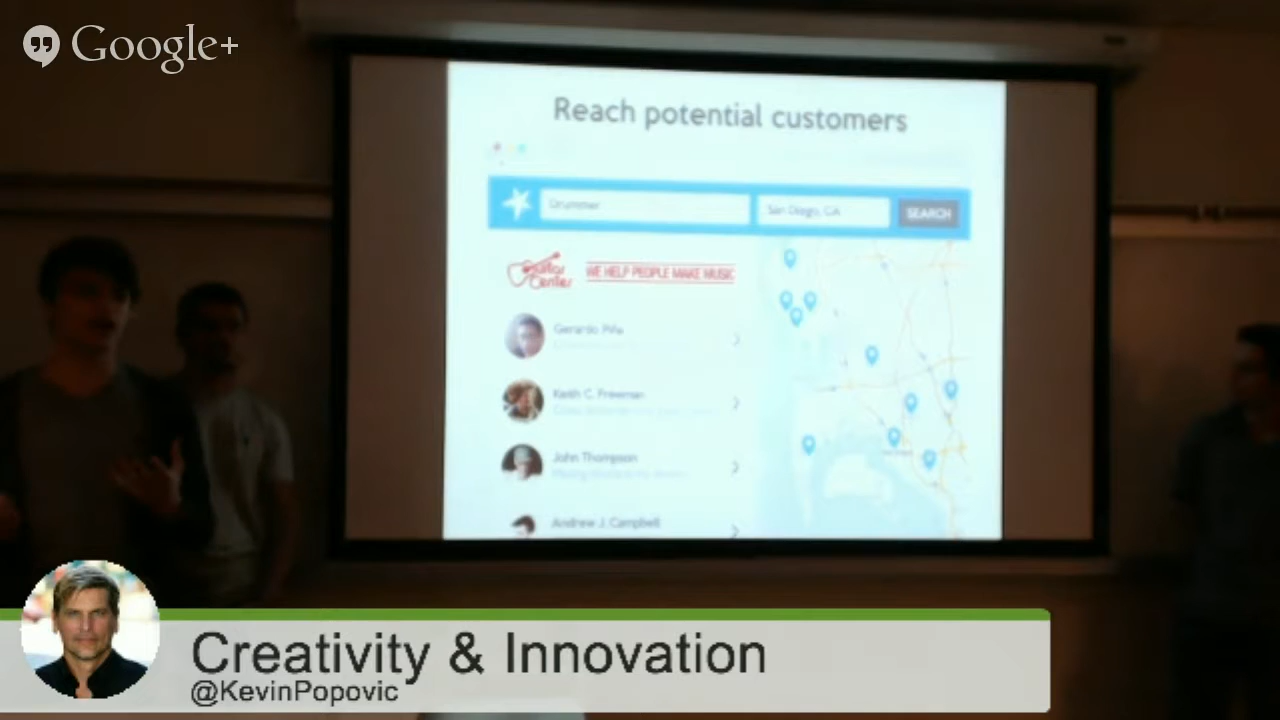 Google+
Reach potential customers
Drummer
San Diego, CA
SEARCH
Guitar Center
WE HELP PEOPLE MAKE MUSIC
Gerardo Piña
Keith C. Freeman
John Thompson
Andrew J. Campbell
Creativity & Innovation
@KevinPopovic